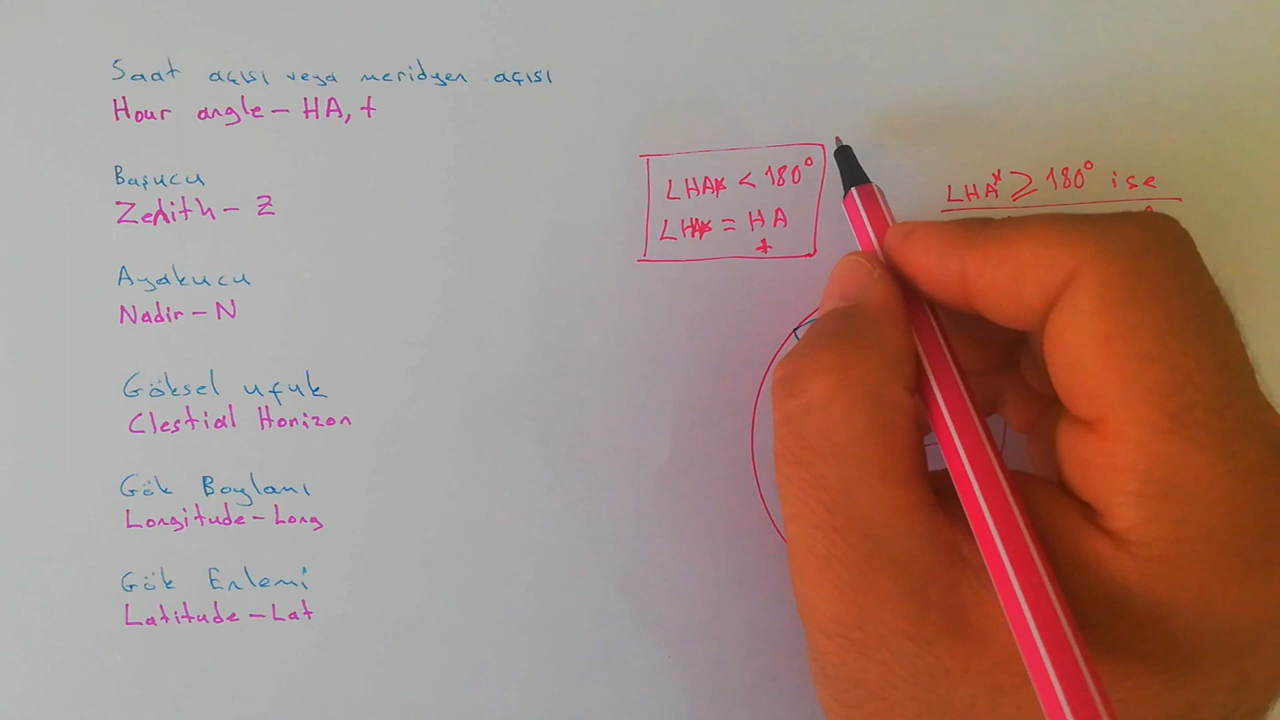 Saat açısı veya meridyen açısı
Hour angle - HA, t
Başucu
Zenith - Z
Ayakucu
Nadir - N
Göksel ufuk
Clestial Horizon
Gök Boylanı
Longitude - Long
Gök Enlemi
Latitude - Lat
LHA* < 180°
LHA* = HA
*
LHA* ≥ 180° ise